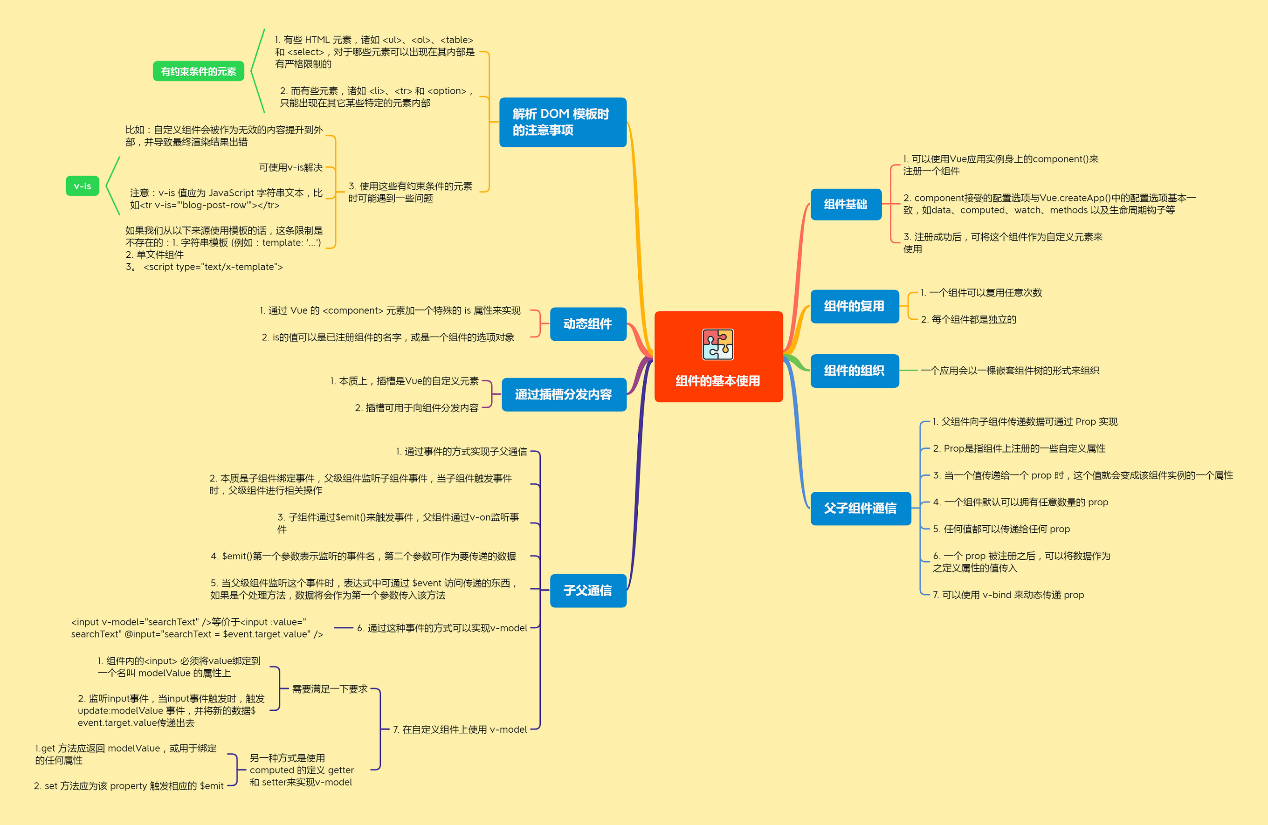 组件的基本使用
组件基础
1. 可以使用Vue应用实例身上的component()来
注册一个组件
2. component接受的配置选项与Vue.createApp()中的配置选项基本一
致，如data、computed、watch、methods 以及生命周期钩子等
3. 注册成功后，可将这个组件作为自定义元素来
使用
组件的复用
1. 一个组件可以复用任意次数
2. 每个组件都是独立的
组件的组织
一个应用会以一棵嵌套组件树的形式来组织
父子组件通信
1. 父组件向子组件传递数据可通过 Prop 实现
2. Prop是指组件上注册的一些自定义属性
3. 当一个值传递给一个 prop 时，这个值就会变成该组件实例的一个属性
4. 一个组件默认可以拥有任意数量的 prop
5. 任何值都可以传递给任何 prop
6. 一个 prop 被注册之后，可以将数据作为
之定义属性的值传入
7. 可以使用 v-bind 来动态传递 prop
解析 DOM 模板时
的注意事项
有约束条件的元素
1. 有些 HTML 元素，诸如 <ul>、<ol>、<table>
和 <select>，对于哪些元素可以出现在其内部是
有严格限制的
2. 而有些元素，诸如 <li>、<tr> 和 <option>，
只能出现在其它某些特定的元素内部
3. 使用这些有约束条件的元素
时可能遇到一些问题
v-is
比如：自定义组件会被作为无效的内容提升到外
部，并导致最终渲染结果出错
可使用v-is解决
注意：v-is 值应为 JavaScript 字符串文本，比
如<tr v-is="'blog-post-row'"></tr>
如果我们从以下来源使用模板的话，这条限制是
不存在的：1. 字符串模板 (例如：template: '...')
2. 单文件组件
3。 <script type="text/x-template">
动态组件
1. 通过 Vue 的 <component> 元素加一个特殊的 is 属性来实现
2. is的值可以是已注册组件的名字，或是一个组件的选项对象
通过插槽分发内容
1. 本质上，插槽是Vue的自定义元素
2. 插槽可用于向组件分发内容
子父通信
1. 通过事件的方式实现子父通信
2. 本质是子组件绑定事件，父级组件监听子组件事件，当子组件触发事件
时，父级组件进行相关操作
3. 子组件通过$emit()来触发事件，父组件通过v-on监听事
件
4. $emit()第一个参数表示监听的事件名，第二个参数可作为要传递的数据
5. 当父级组件监听这个事件时，表达式中可通过 $event 访问传递的东西，
如果是个处理方法，数据将会作为第一个参数传入该方法
6. 通过这种事件的方式可以实现v-model
<input v-model="searchText" />等价于<input :value="
searchText" @input="searchText = $event.target.value" />
7. 在自定义组件上使用 v-model
需要满足一下要求
1. 组件内的<input> 必须将value绑定到
一个名叫 modelValue 的属性上
2. 监听input事件，当input事件触发时，触发
update:modelValue 事件，并将新的数据$
event.target.value传递出去
另一种方式是使用
computed 的定义 getter
和 setter来实现v-model
1.get 方法应返回 modelValue，或用于绑定
的任何属性
2. set 方法应为该 property 触发相应的 $emit